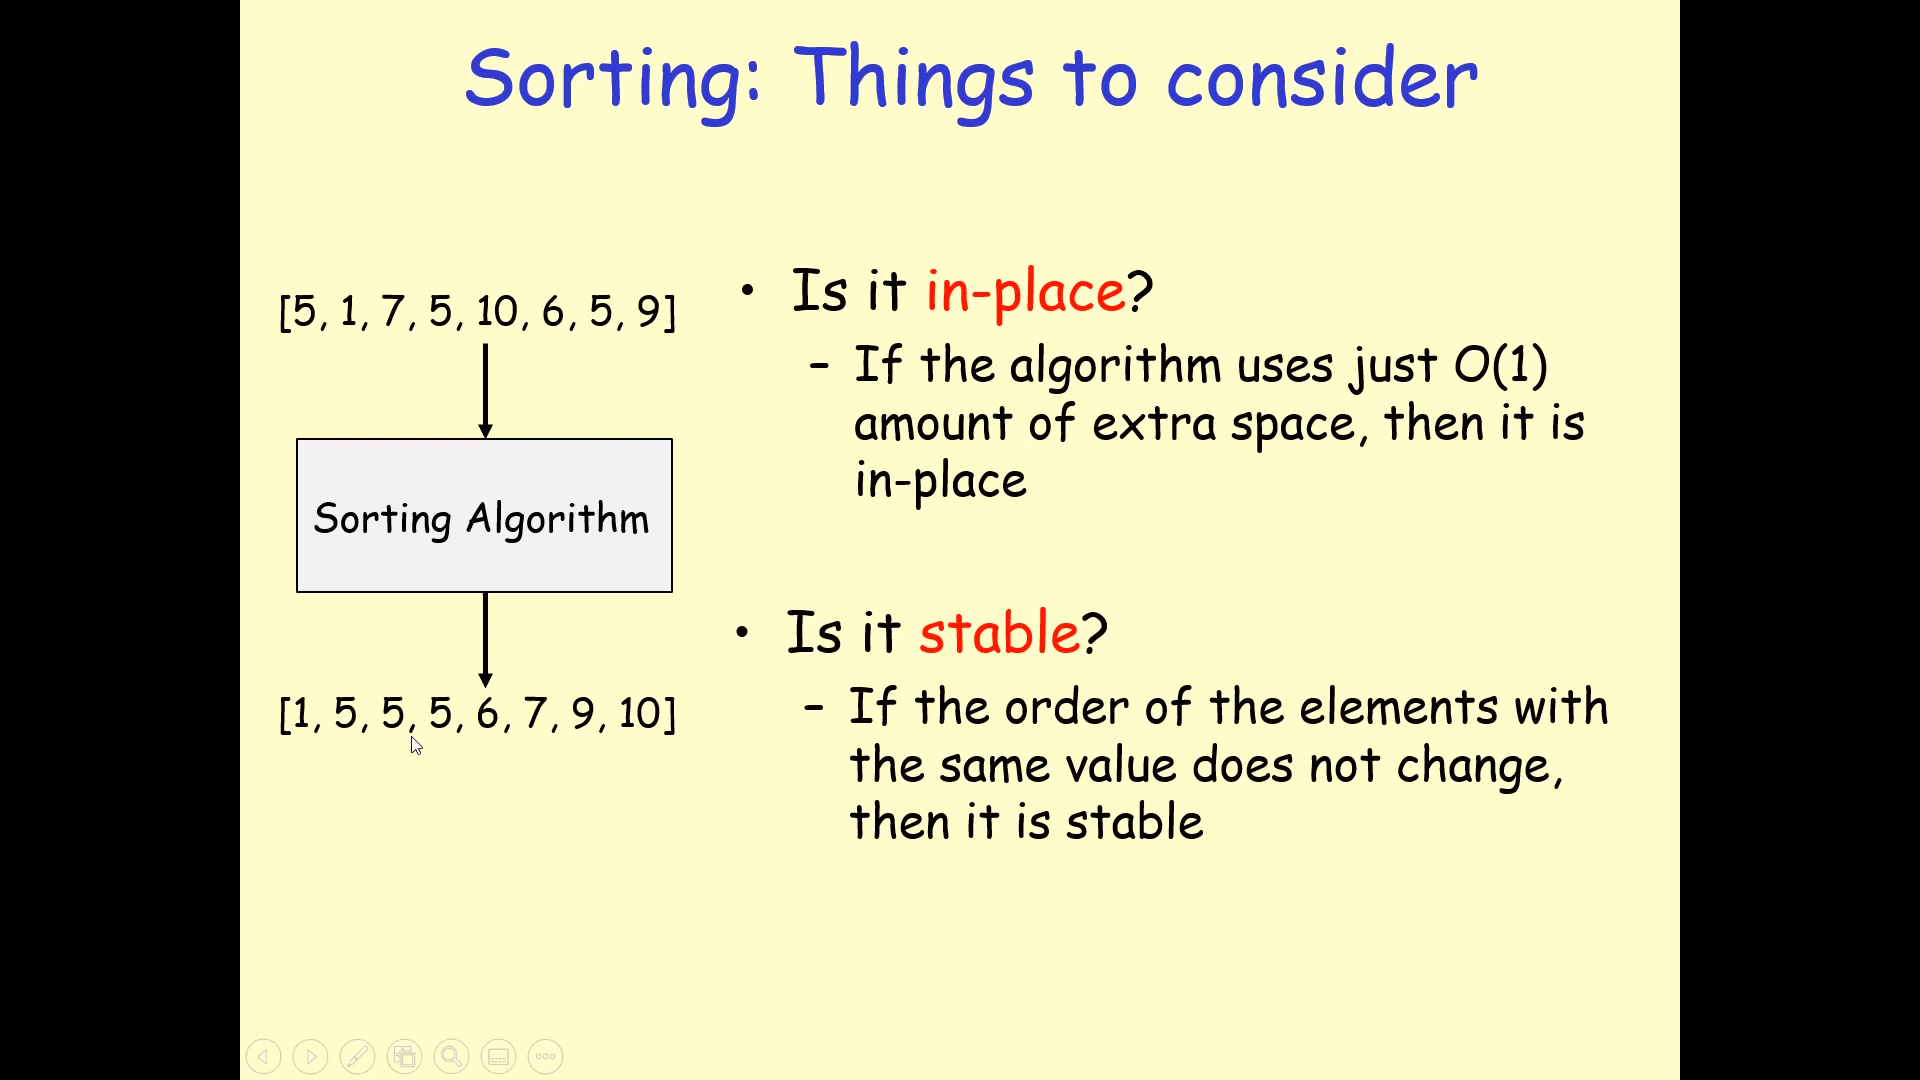 Sorting: Things to consider
[5, 1, 7, 5, 10, 6, 5, 9]
Sorting Algorithm
[1, 5, 5, 5, 6, 7, 9, 10]
• Is it in-place?
– If the algorithm uses just O(1)
amount of extra space, then it is
in-place
• Is it stable?
– If the order of the elements with
the same value does not change,
then it is stable